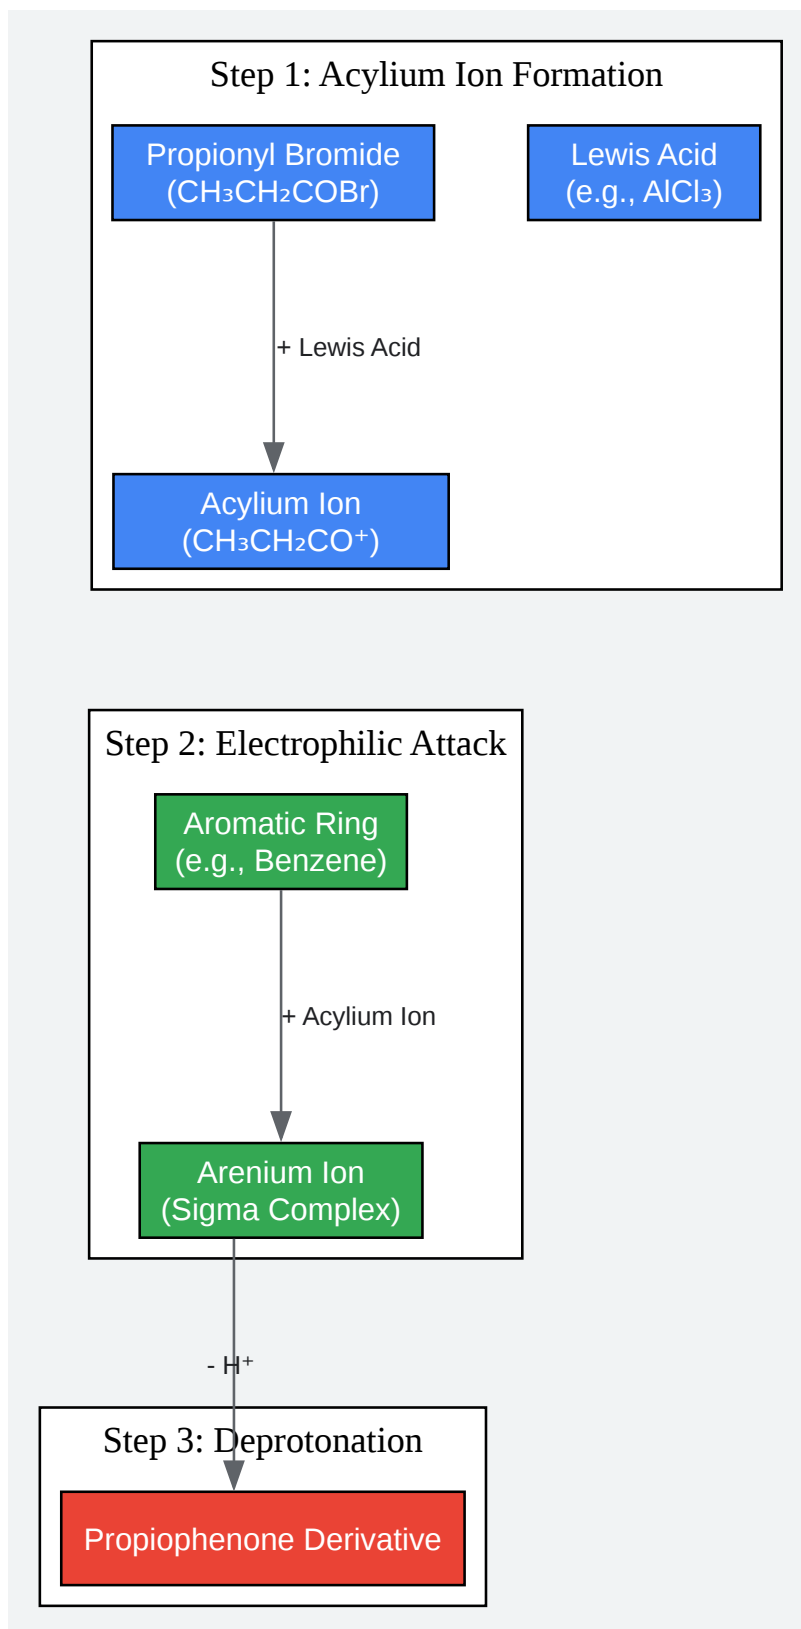 Step 1: Acylium Ion Formation
Propionyl Bromide
(CH₃CH₂COBr)
Lewis Acid
(e.g., AlCl₃)
+ Lewis Acid
Acylium Ion
(CH₃CH₂CO⁺)
Step 2: Electrophilic Attack
Aromatic Ring
(e.g., Benzene)
+ Acylium Ion
Arenium Ion
(Sigma Complex)
- H⁺
Step 3: Deprotonation
Propiophenone Derivative